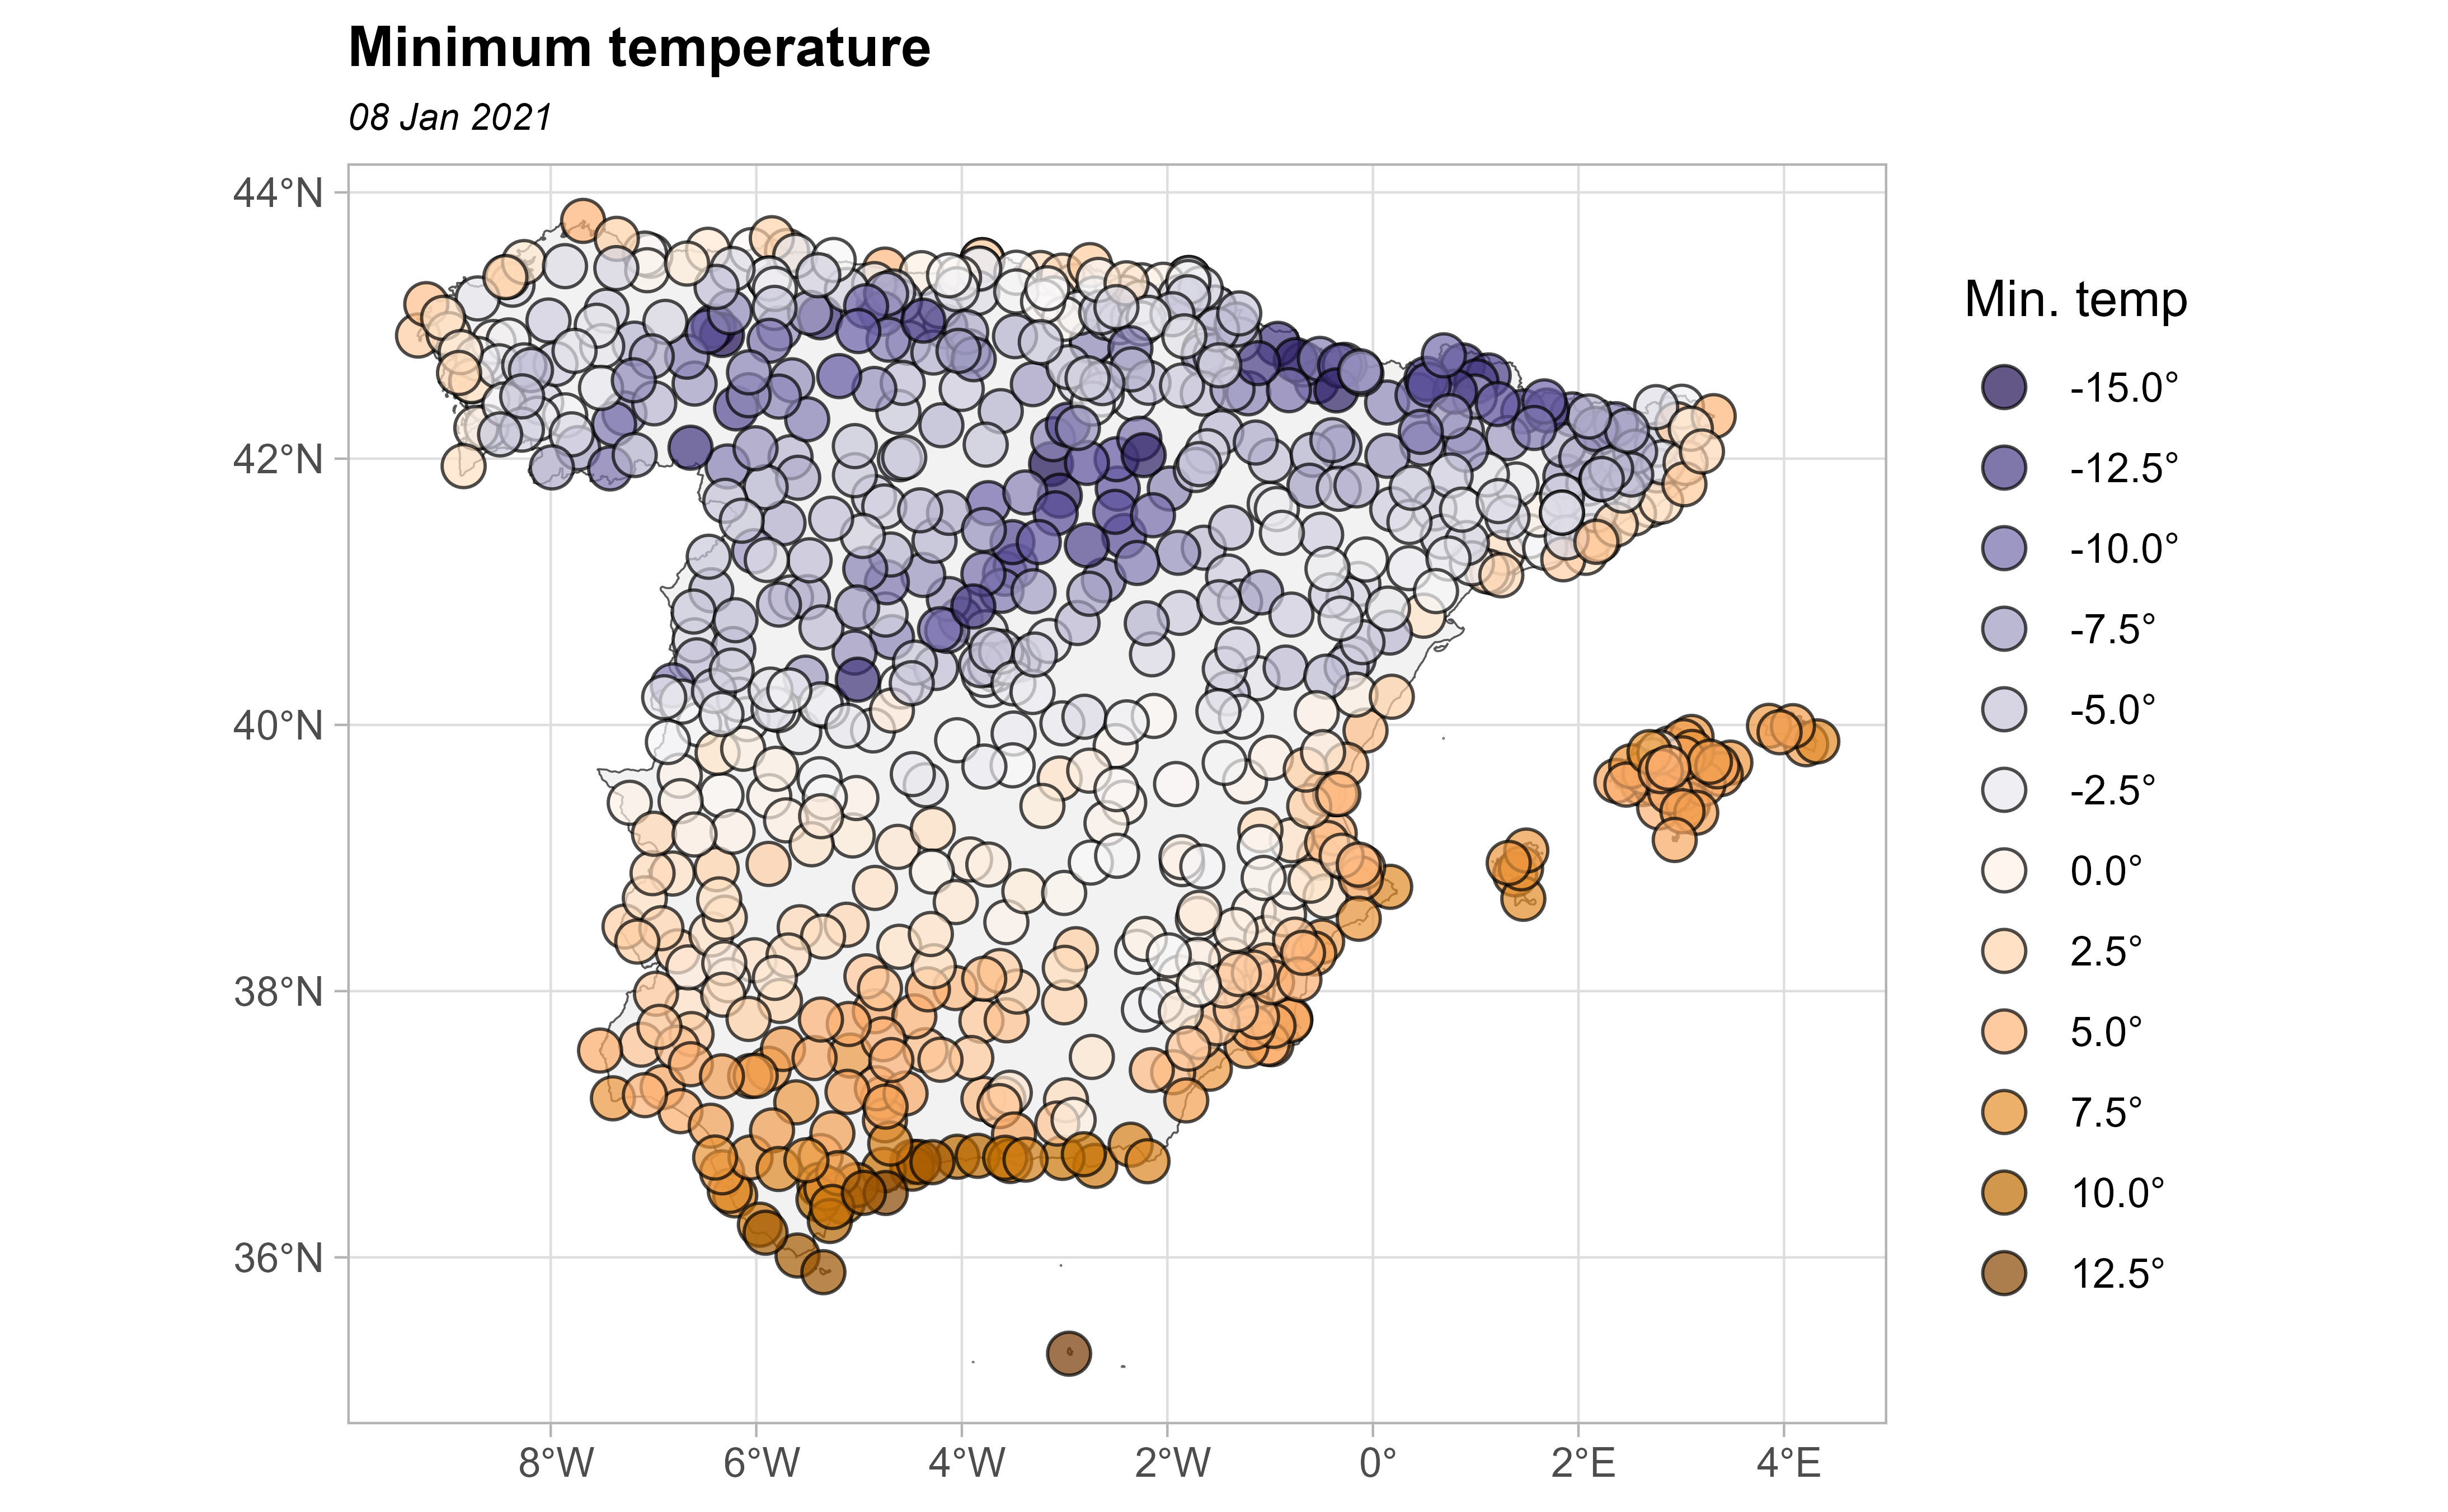 Minimum temperature
08 Jan 2021
44°N
42°N
40°N
38°N
36°N
8°W
6°W
4°W
2°W
0°
2°E
4°E
Min. temp
-15.0°
-12.5°
-10.0°
-7.5°
-5.0°
-2.5°
0.0°
2.5°
5.0°
7.5°
10.0°
12.5°